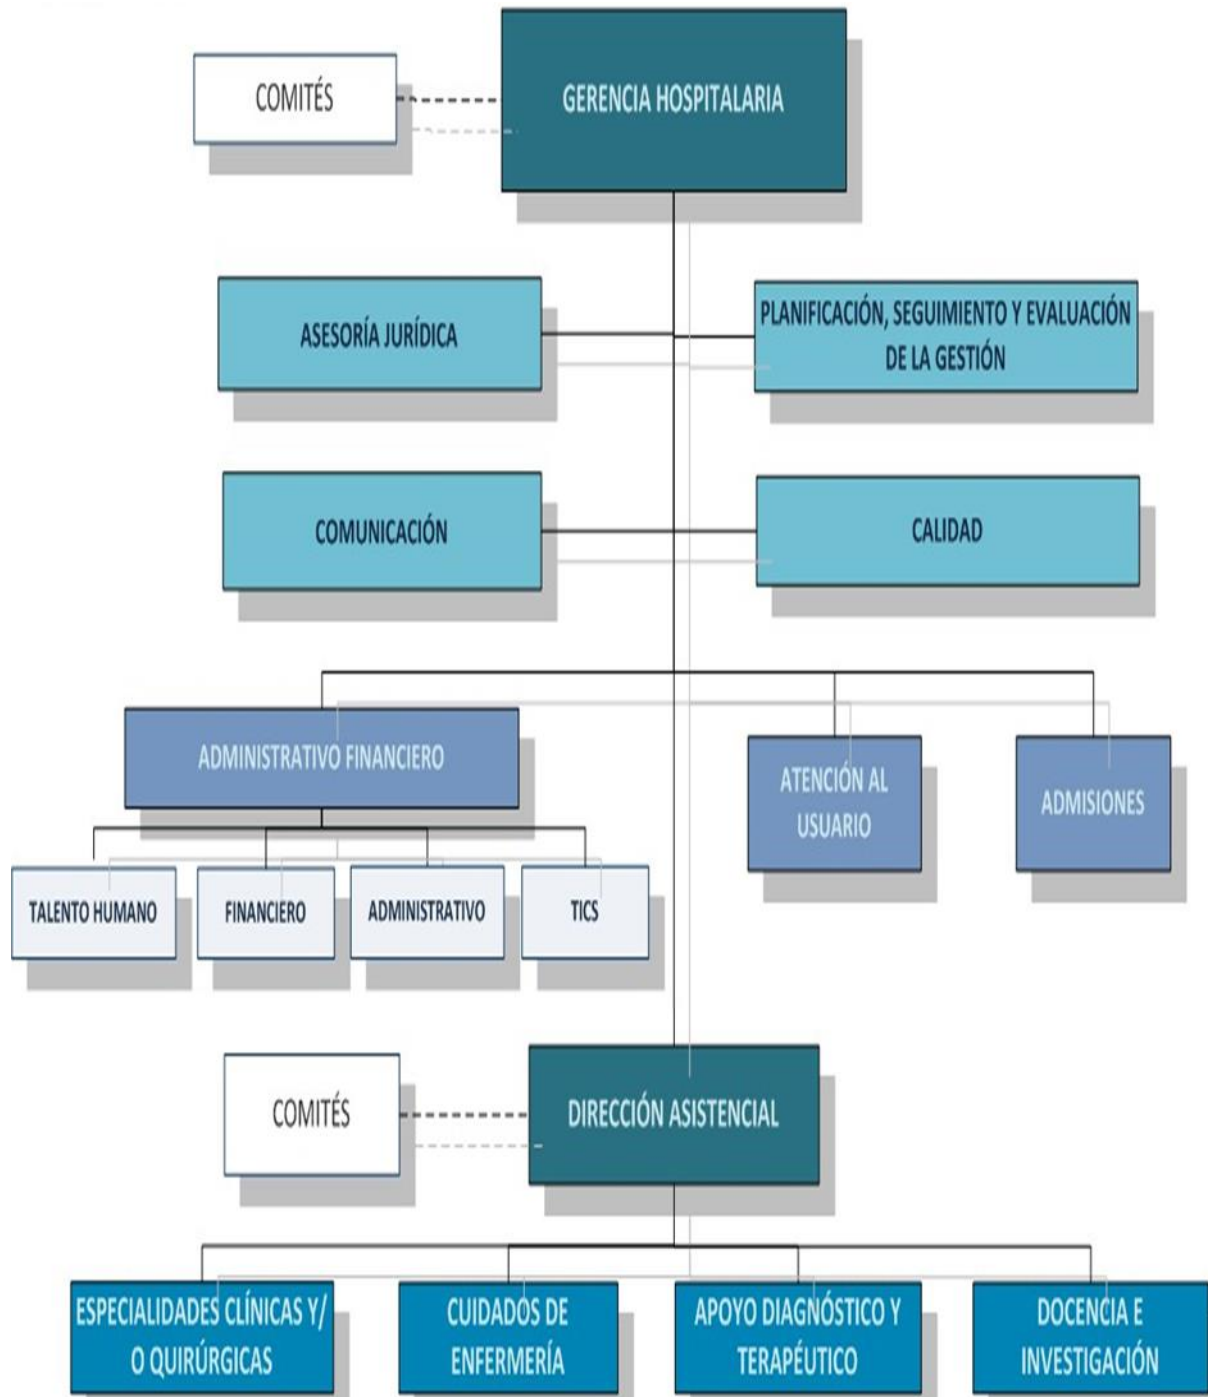 COMITÉS
GERENCIA HOSPITALARIA
ASESORÍA JURÍDICA
PLANIFICACIÓN, SEGUIMIENTO Y EVALUACIÓN
DE LA GESTIÓN
COMUNICACIÓN
CALIDAD
ADMINISTRATIVO FINANCIERO
ATENCIÓN AL
USUARIO
ADMISIONES
TALENTO HUMANO
FINANCIERO
ADMINISTRATIVO
TICS
COMITÉS
DIRECCIÓN ASISTENCIAL
ESPECIALIDADES CLÍNICAS Y/
O QUIRÚRGICAS
CUIDADOS DE
ENFERMERÍA
APOYO DIAGNÓSTICO Y
TERAPÉUTICO
DOCENCIA E
INVESTIGACIÓN